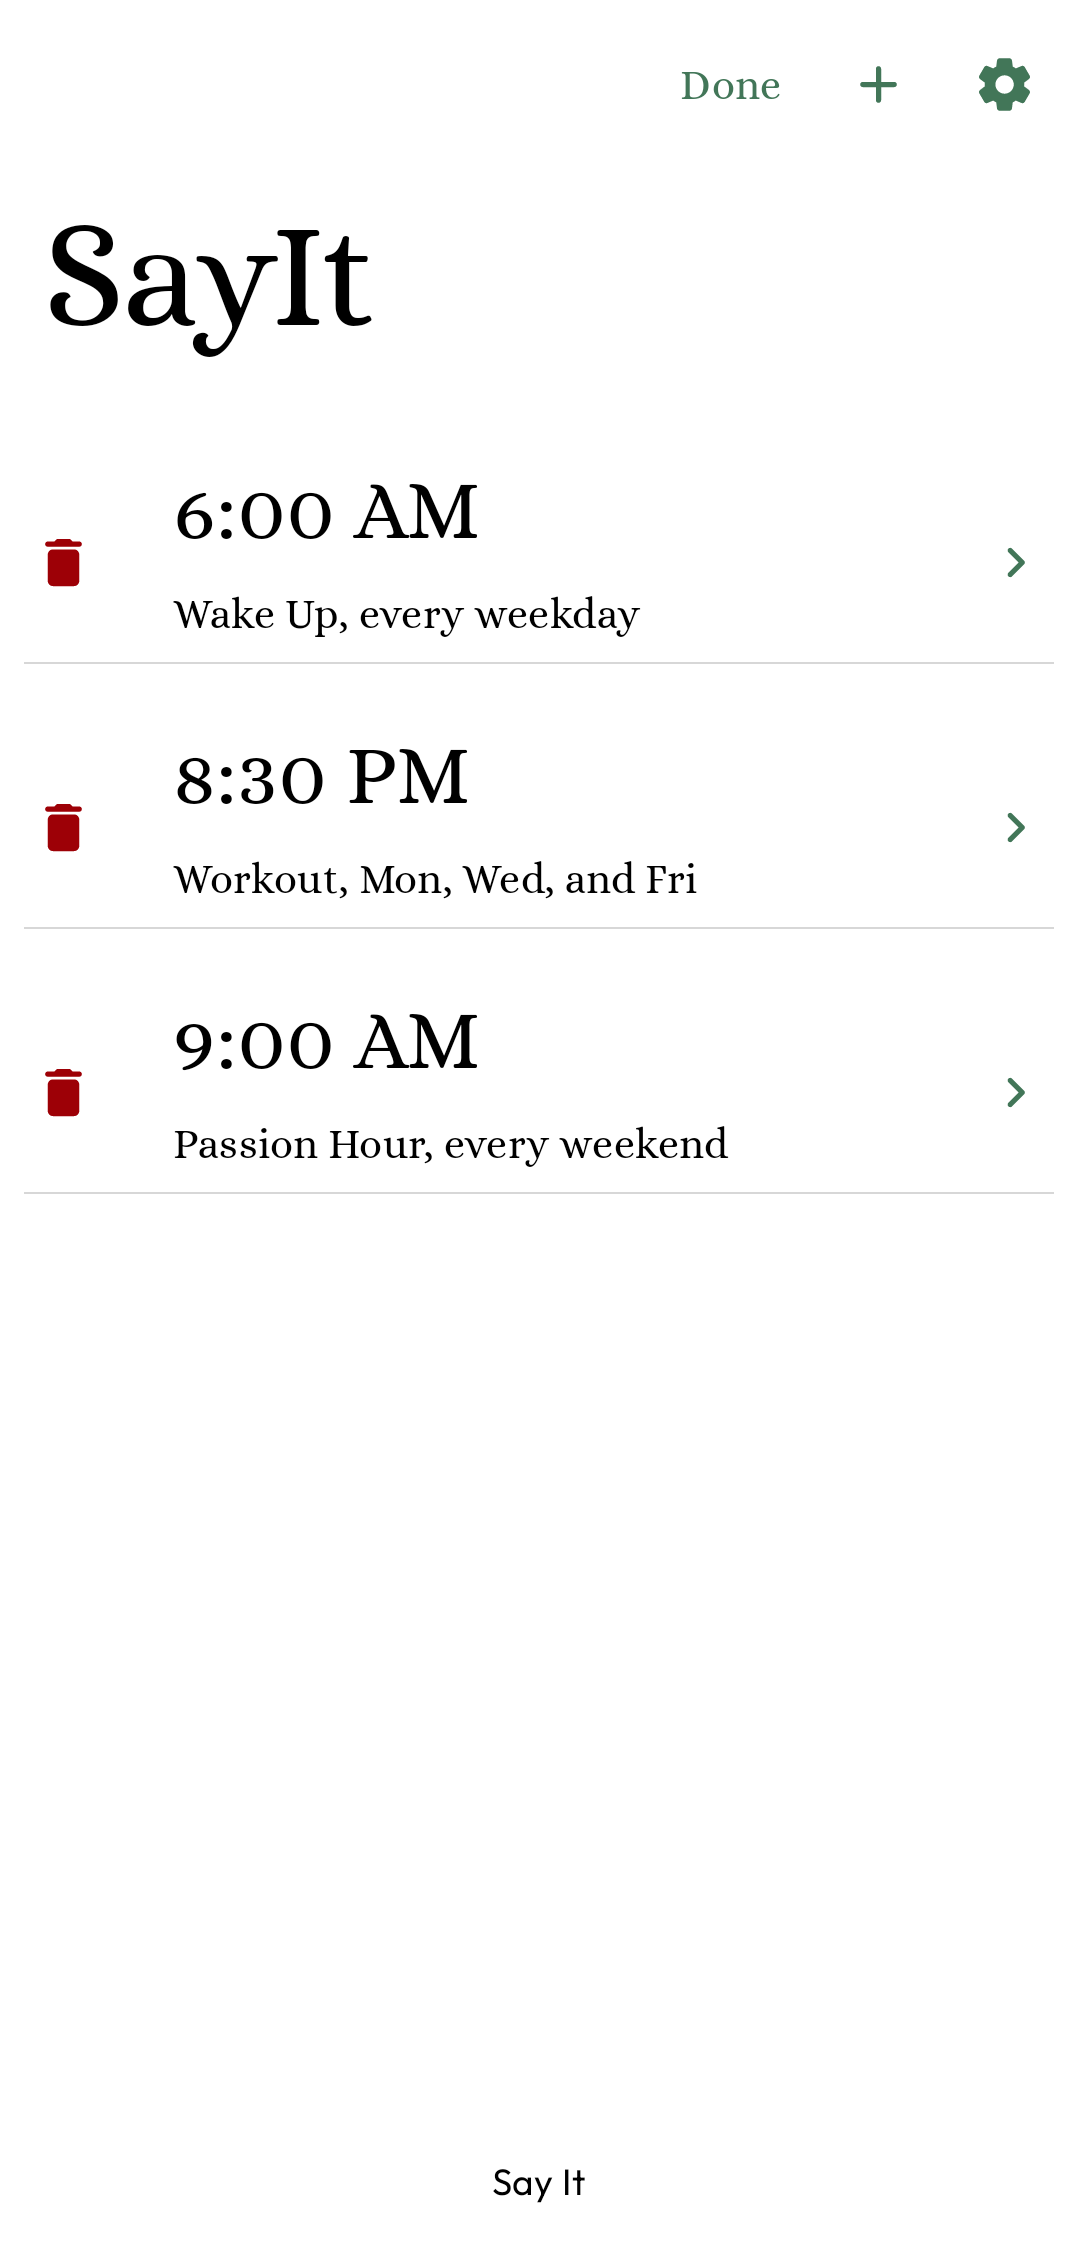 Done
SayIt
6:00 AM
Wake Up, every weekday
8:30 PM
Workout, Mon, Wed, and Fri
9:00 AM
Passion Hour, every weekend
Say It